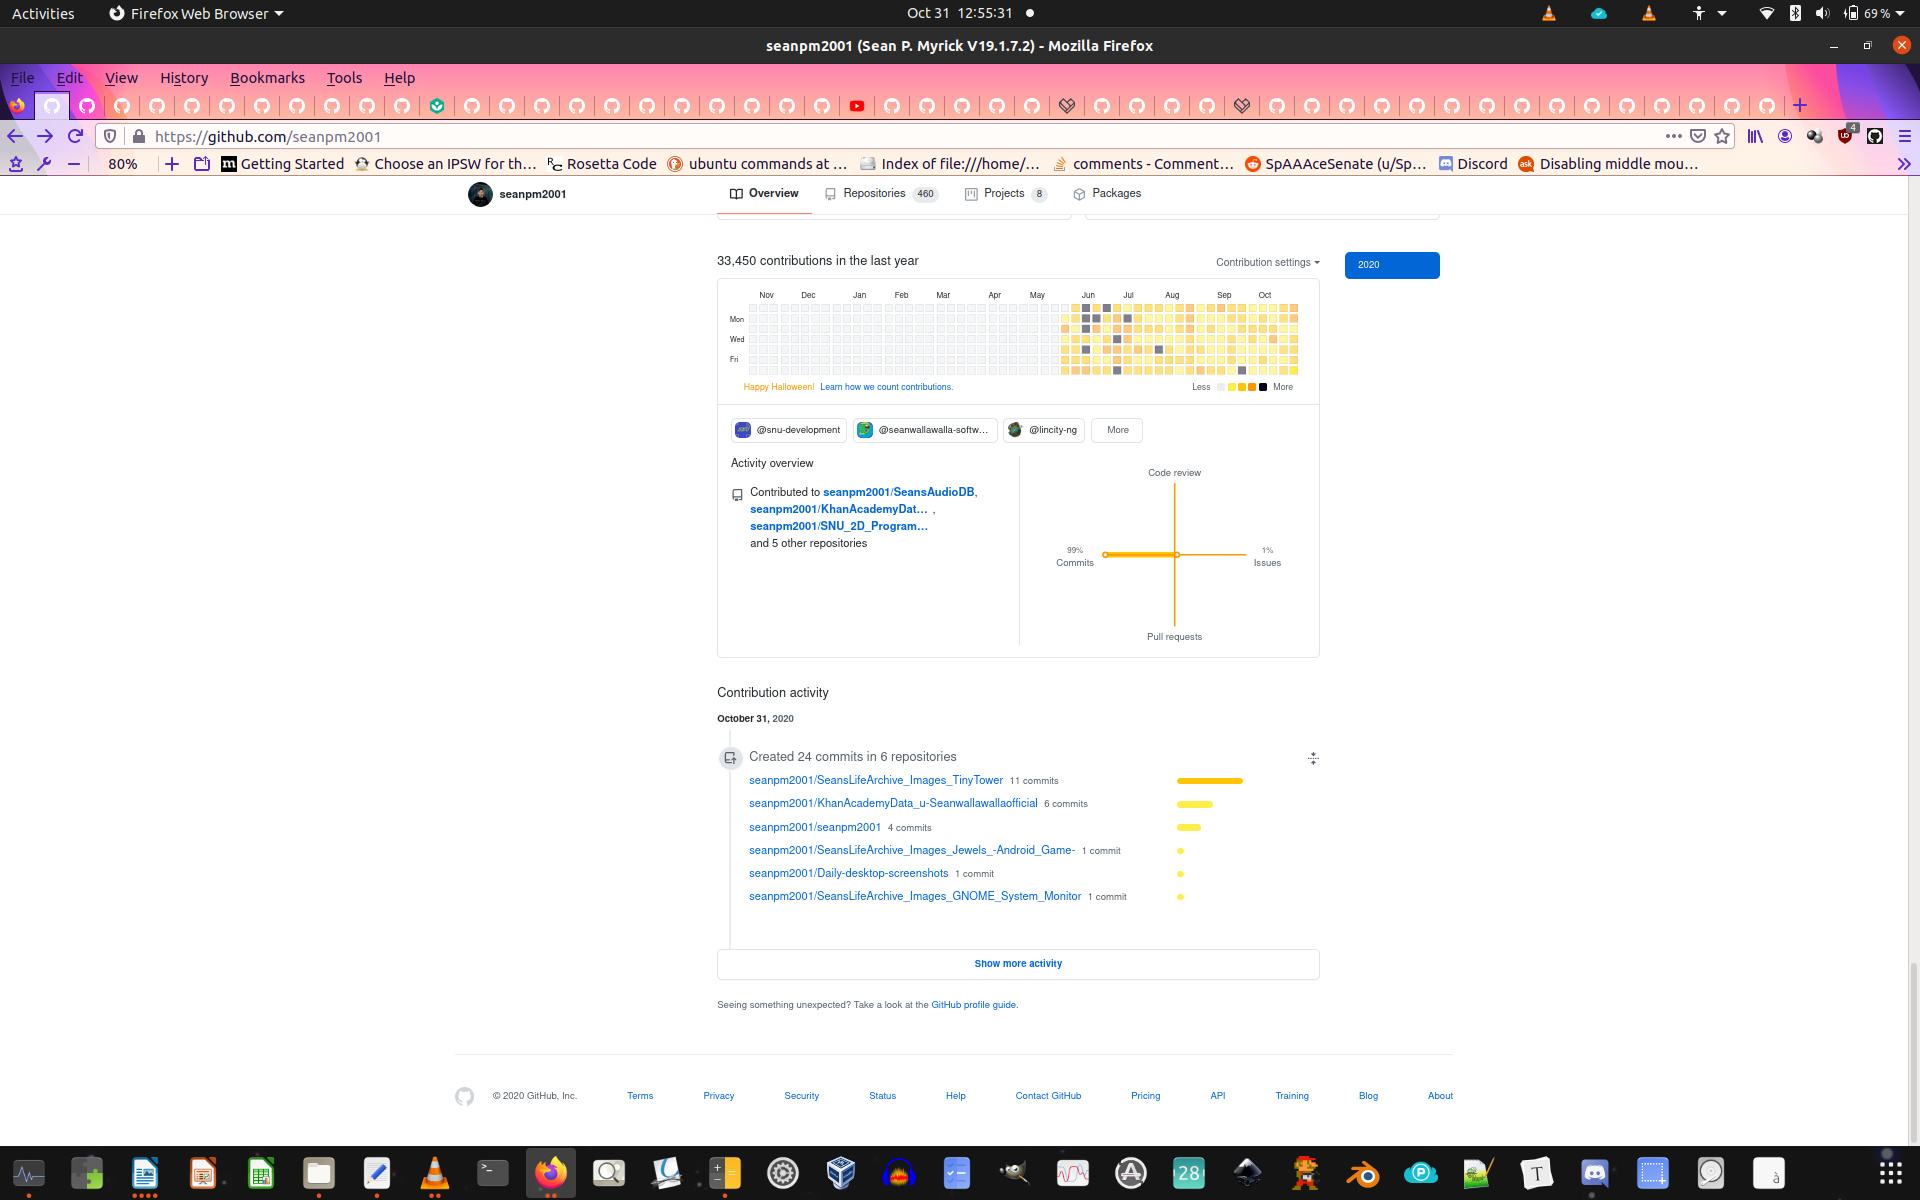 Activities
Firefox Web Browser
Oct 31 12:55:31
69 %
seanpm2001 (Sean P. Myrick V19.1.7.2) - Mozilla Firefox
File Edit View History Bookmarks Tools Help
https://github.com/seanpm2001
4
80%
Getting Started
Choose an IPSW for th…
Rosetta Code
ubuntu commands at …
Index of file:///home/…
comments - Comment…
SpAAAceSenate (u/Sp…
Discord
Disabling middle mou…
seanpm2001
Overview
Repositories 460
Projects 8
Packages
33,450 contributions in the last year
Contribution settings
2020
Nov Dec Jan Feb Mar Apr May Jun Jul Aug Sep Oct
Mon
Wed
Fri
Happy Halloween! Learn how we count contributions.
Less More
@snu-development
@seanwallawalla-softw...
@lincity-ng
More
Activity overview
Contributed to seanpm2001/SeansAudioDB,
seanpm2001/KhanAcademyDat... ,
seanpm2001/SNU_2D_Program...
and 5 other repositories
Code review
99%
Commits
1%
Issues
Pull requests
Contribution activity
October 31, 2020
Created 24 commits in 6 repositories
seanpm2001/SeansLifeArchive_Images_TinyTower 11 commits
seanpm2001/KhanAcademyData_u-Seanwallawallaofficial 6 commits
seanpm2001/seanpm2001 4 commits
seanpm2001/SeansLifeArchive_Images_Jewels_-Android_Game- 1 commit
seanpm2001/Daily-desktop-screenshots 1 commit
seanpm2001/SeansLifeArchive_Images_GNOME_System_Monitor 1 commit
Show more activity
Seeing something unexpected? Take a look at the GitHub profile guide.
© 2020 GitHub, Inc.
Terms
Privacy
Security
Status
Help
Contact GitHub
Pricing
API
Training
Blog
About
28
T
à